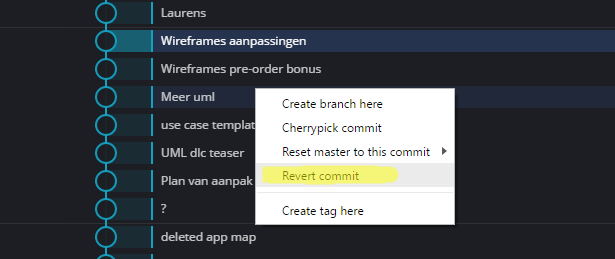 Laurens
Wireframes aanpassingen
Wireframes pre-order bonus
Meer uml
Create branch here
Cherrypick commit
use case templat
Reset master to this commit
UML dlc teaser
Revert commit
Plan van aanpak
Create tag here
?
deleted app map